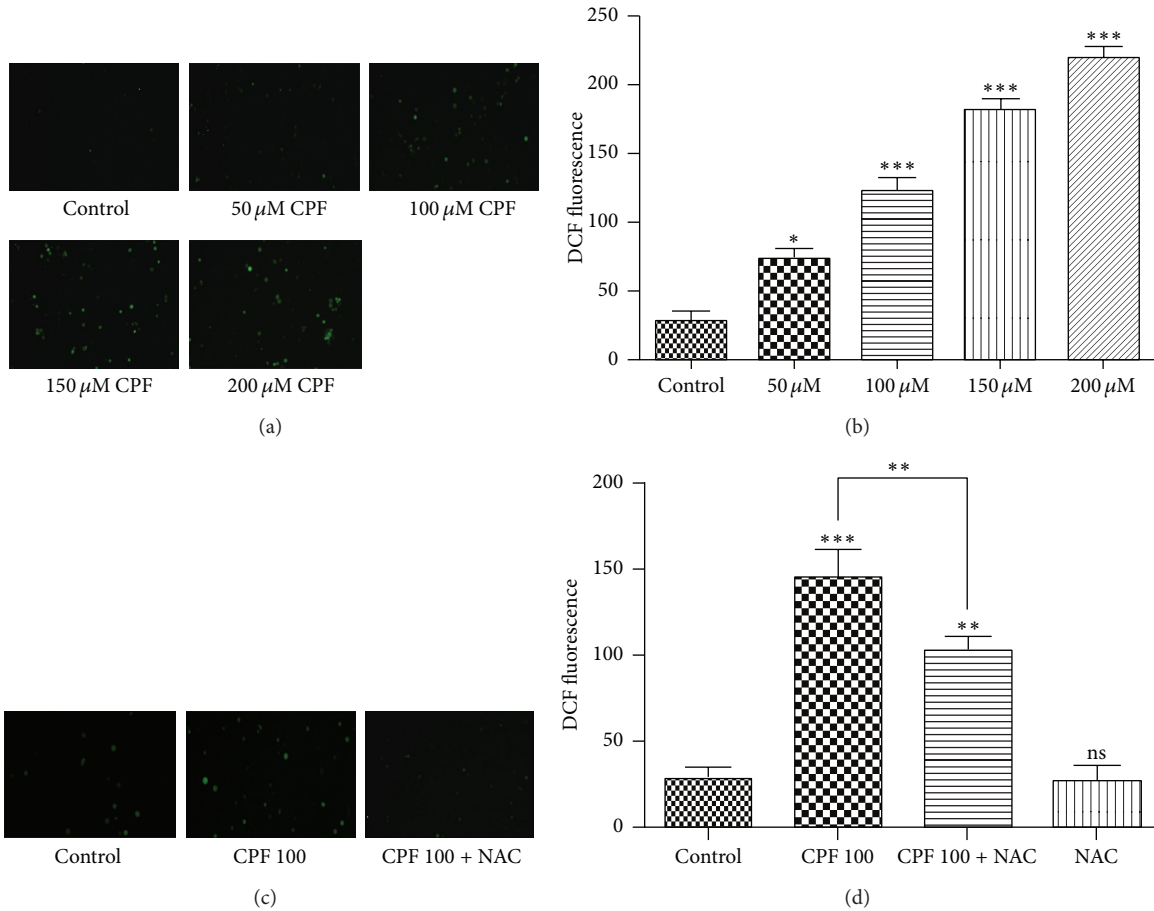 Control
50 μM CPF
100 μM CPF
150 μM CPF
200 μM CPF
(a)
250
200
150
100
50
0
DCF fluorescence
*
***
***
***
Control
50 μM
100 μM
150 μM
200 μM
(b)
Control
CPF 100
CPF 100 + NAC
(c)
200
150
100
50
0
DCF fluorescence
**
***
**
ns
Control
CPF 100
CPF 100 + NAC
NAC
(d)